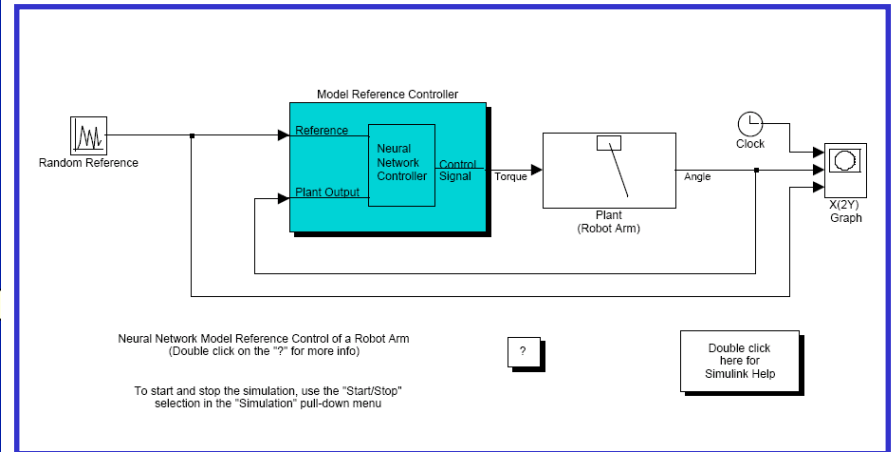 Model Reference Controller
Random Reference
Reference
Neural
Network
Controller
Control
Signal
Plant Output
Torque
Plant
(Robot Arm)
Angle
Clock
X(2Y)
Graph
Neural Network Model Reference Control of a Robot Arm
(Double click on the "?" for more info)
?
Double click
here for
Simulink Help
To start and stop the simulation, use the "Start/Stop"
selection in the "Simulation" pull-down menu